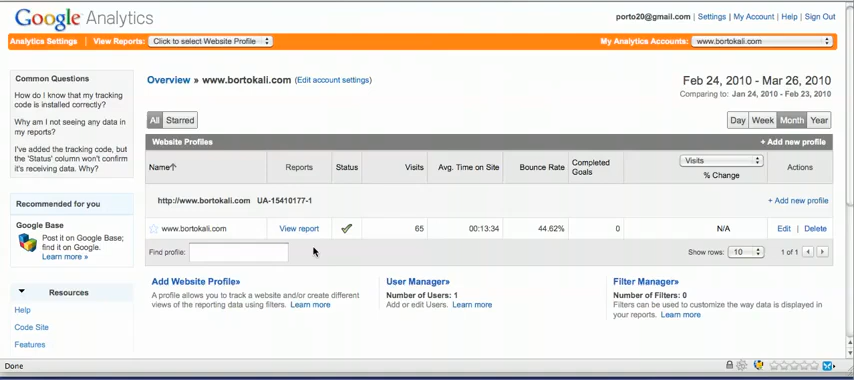 Google Analytics
porto20@gmail.com | Settings | My Account | Help | Sign Out
Analytics Settings | View Reports: Click to select Website Profile
My Analytics Accounts: www.bortokali.com
Common Questions
How do I know that my tracking
code is installed correctly?
Why am I not seeing any data in
my reports?
I've added the tracking code, but
the 'Status' column won't confirm
it's receiving data. Why?
Recommended for you
Google Base
Post it on Google Base;
find it on Google.
Learn more »
Resources
Help
Code Site
Features
Overview » www.bortokali.com (Edit account settings)
Feb 24, 2010 - Mar 26, 2010
Comparing to: Jan 24, 2010 - Feb 23, 2010
All Starred
Day Week Month Year
Website Profiles
+ Add new profile
Name Reports Status Visits Avg. Time on Site Bounce Rate Completed Goals Visits % Change Actions
http://www.bortokali.com UA-15410177-1
+ Add new profile
www.bortokali.com View report 65 00:13:34 44.62% 0 N/A Edit | Delete
Find profile:
Show rows: 10 1 of 1
Add Website Profile»
A profile allows you to track a website and/or create different
views of the reporting data using filters. Learn more
User Manager»
Number of Users: 1
Add or edit Users. Learn more
Filter Manager»
Number of Filters: 0
Filters can be used to customize the way data is displayed in
your reports. Learn more
Done